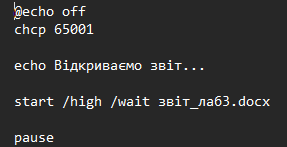 @echo off
chcp 65001
echo Відкриваємо звіт...
start /high /wait звіт_лаб3.docx
pause